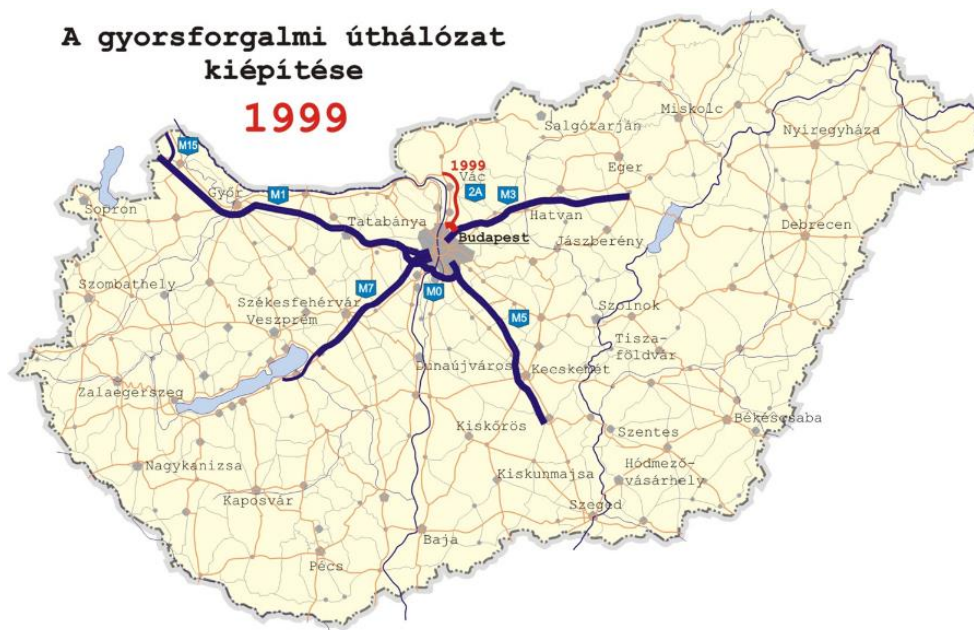 A gyorsforgalmi úthálózat
kiépítése
1999
Miskolc
Salgótarján
Nyíregyháza
M15
1999
Eger
Vác
Győr
M1
2A
M3
Sopron
Tatabánya
Hatvan
Debrecen
Budapest
Jászberény
Szombathely
M7
M0
Székesfehérvár
Szolnok
Veszprém
M5
Tisza-
földvár
Dunaújváros
Kecskemét
Zalaegerszeg
Békéscsaba
Kiskőrös
Szentes
Nagykanizsa
Hódmező-
vásárhely
Kiskunmajsa
Kaposvár
Szeged
Baja
Pécs